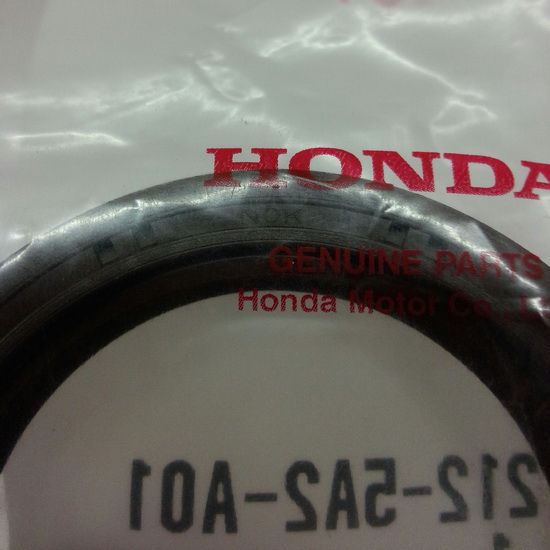 HONDA
NOK
GENUINE PARTS
Honda Motor Co., L
212-5A2-A01